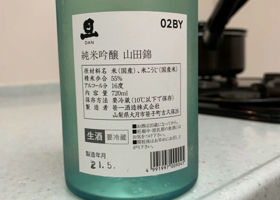 旦
DAN
02BY
純米吟醸 山田錦
原材料名 米(国産)、米こうじ(国産米)
精米歩合 55%
アルコール分 16度
内容量 720ml
保存方法 要冷蔵(10℃以下で保存)
製造者 笹一酒造株式会社
山梨県大月市笹子町吉久保26
生酒 要冷蔵
製造年月
21.5.